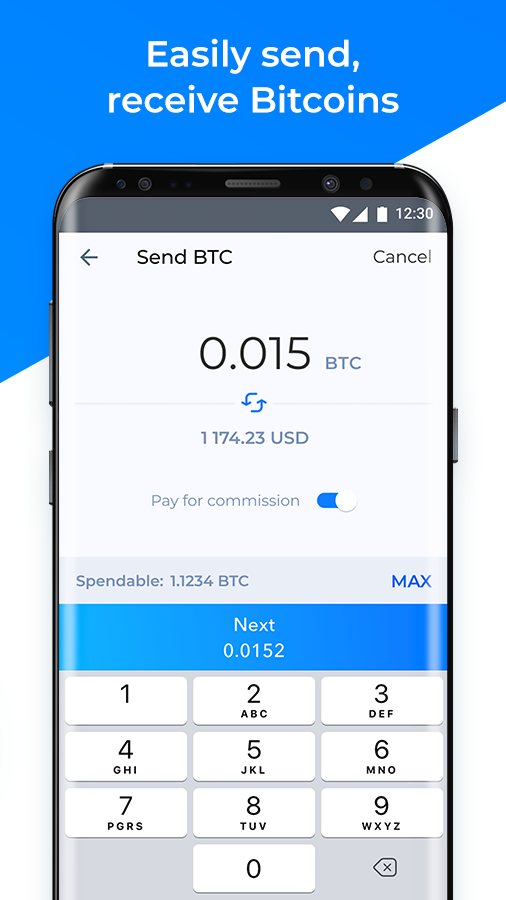 Easily send,
receive Bitcoins
12:30
Send BTC
Cancel
0.015 BTC
1 174.23 USD
Pay for commission
Spendable: 1.1234 BTC
MAX
Next
0.0152
1
2
ABC
3
DEF
4
GHI
5
JKL
6
MNO
7
PGRS
8
TUV
9
WXYZ
0